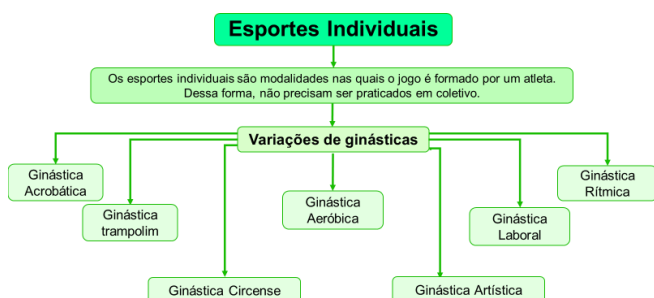 Esportes Individuais
Os esportes individuais são modalidades nas quais o jogo é formado por um atleta.
Dessa forma, não precisam ser praticados em coletivo.
Variações de ginásticas
Ginástica
Acrobática
Ginástica
trampolim
Ginástica Circense
Ginástica
Aeróbica
Ginástica Artística
Ginástica
Laboral
Ginástica
Rítmica